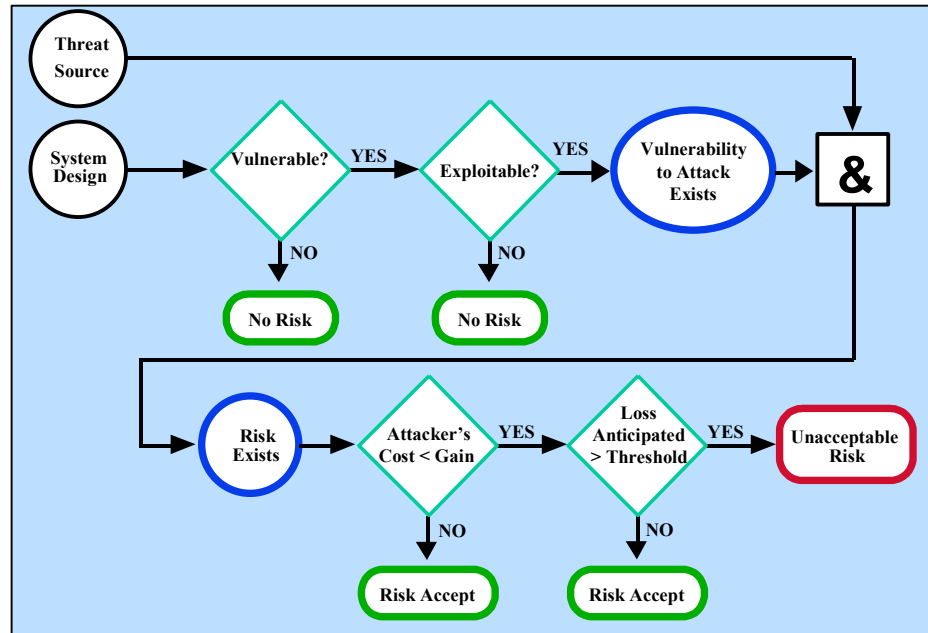 Threat
Source
System
Design
Vulnerable?
YES
NO
No Risk
Exploitable?
YES
NO
No Risk
Vulnerability
to Attack
Exists
&
Risk
Exists
Attacker's
Cost < Gain
YES
NO
Risk Accept
Loss
Anticipated
> Threshold
YES
NO
Risk Accept
Unacceptable
Risk